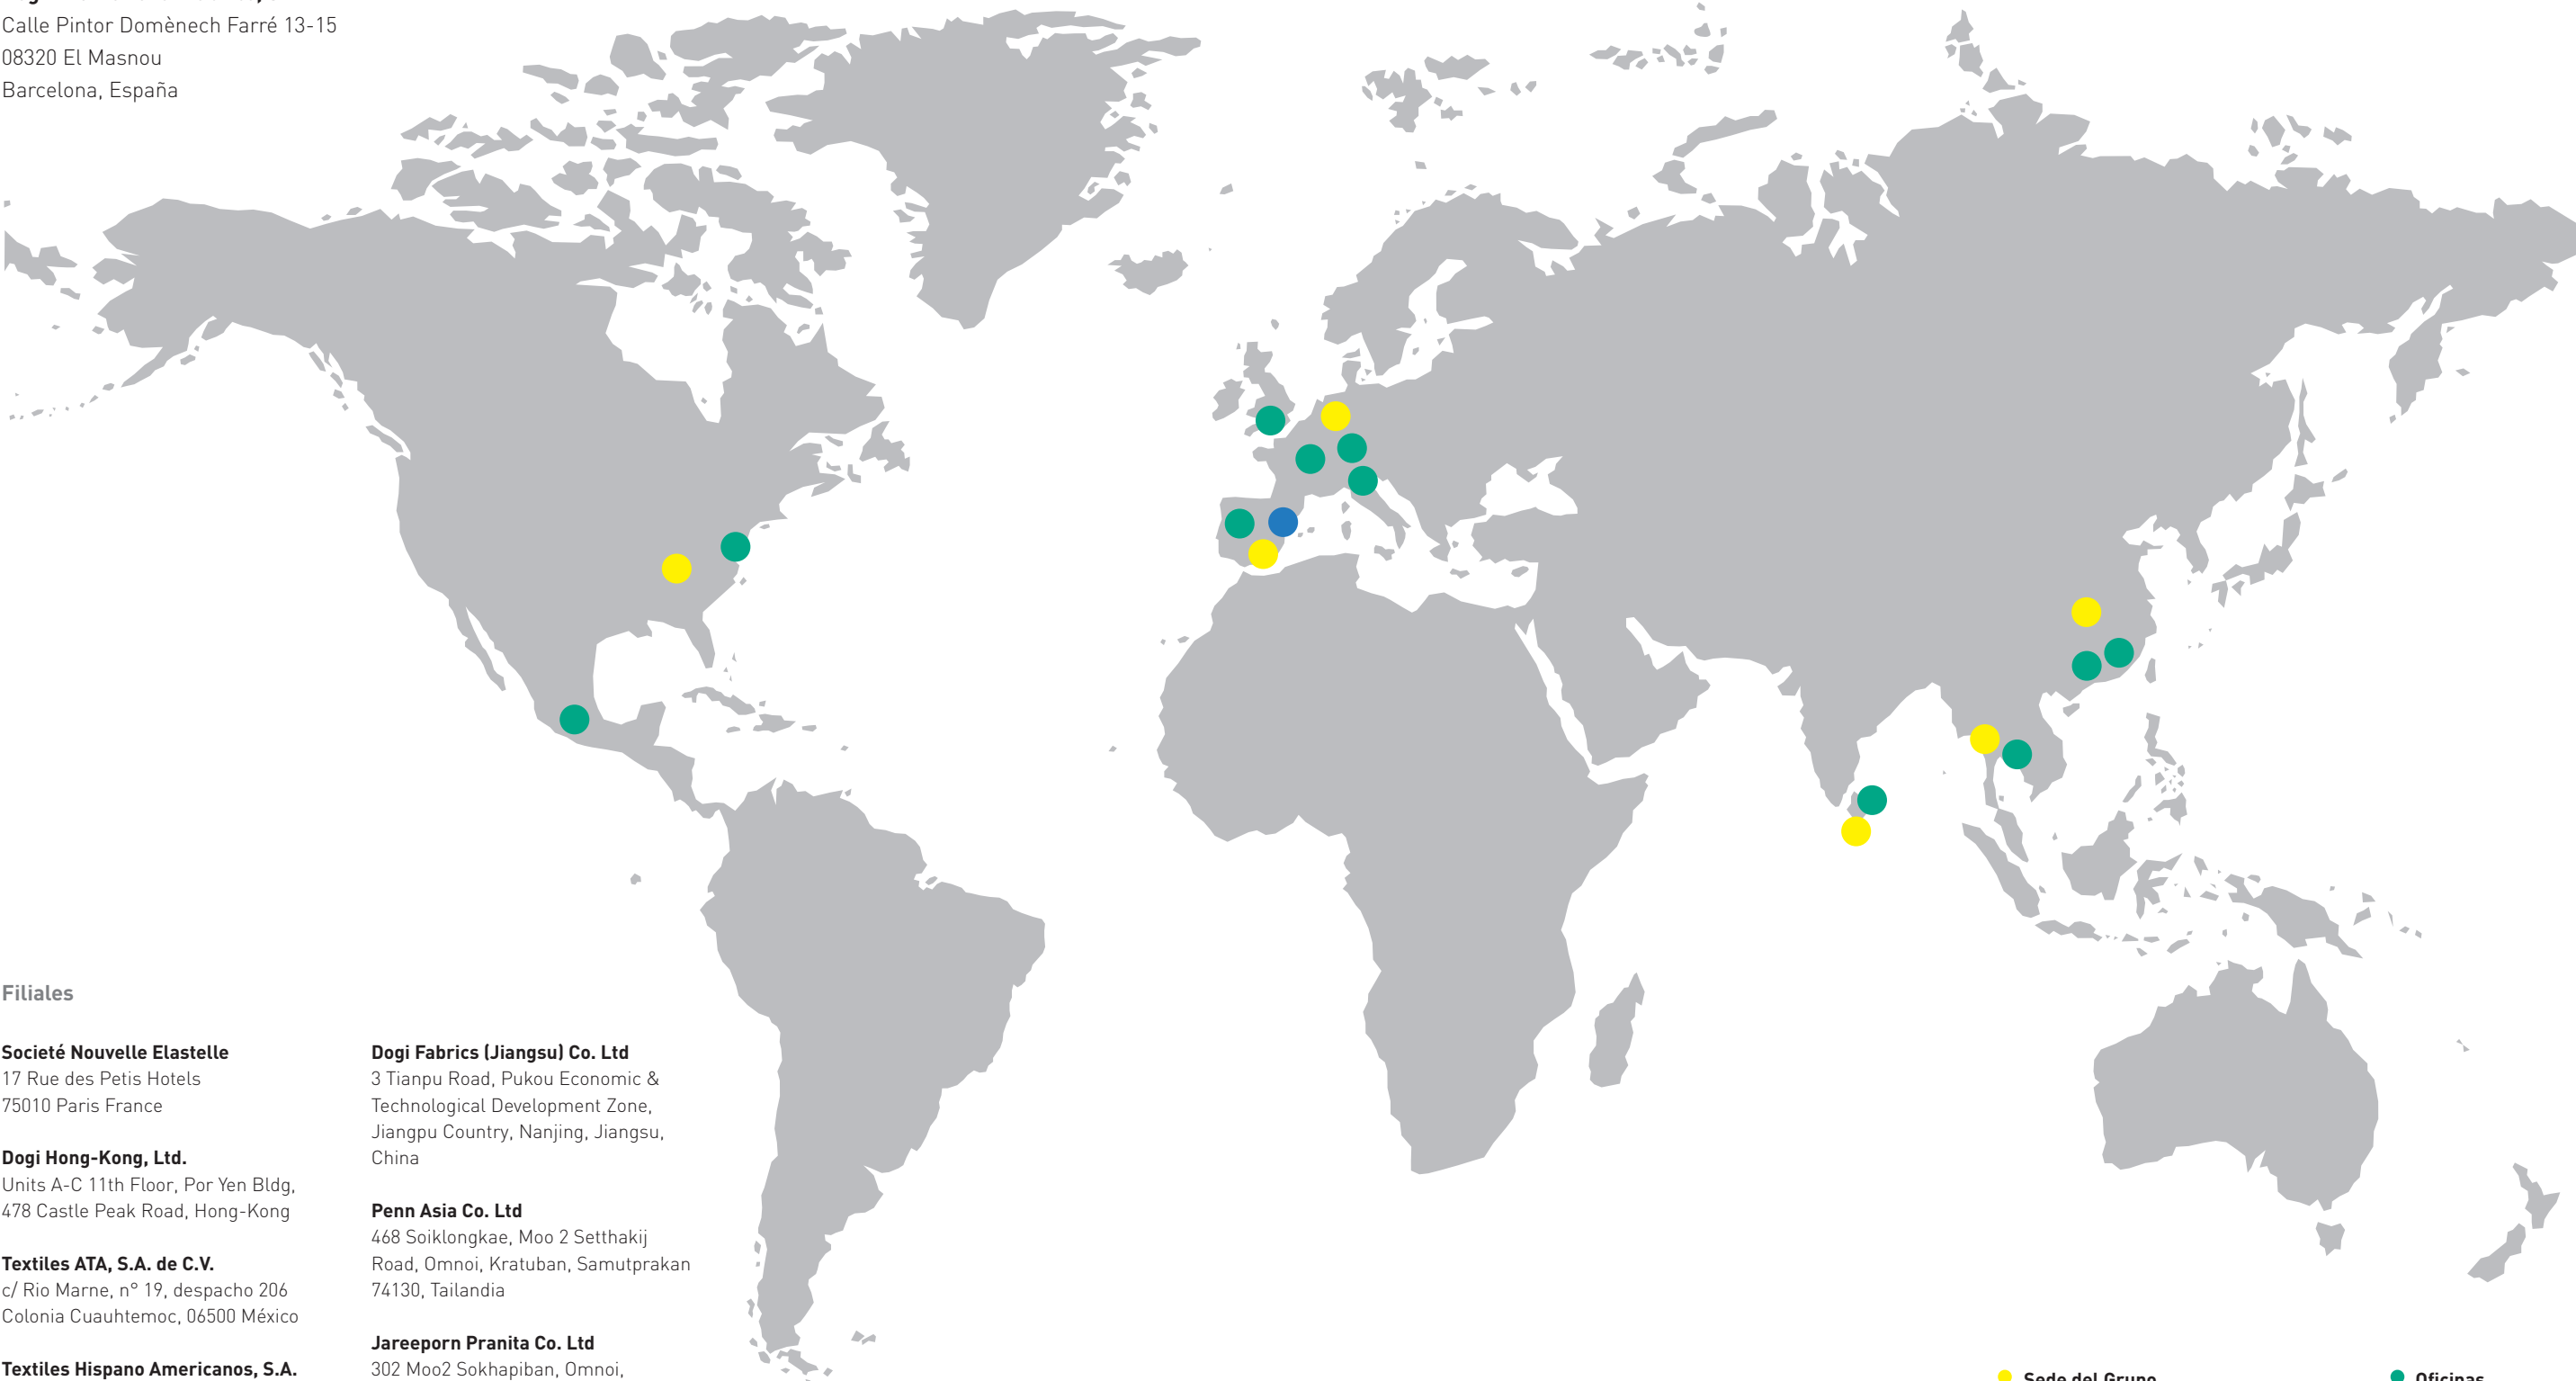 Calle Pintor Domènech Farré 13-15
08320 El Masnou
Barcelona, España
Filiales
Societé Nouvelle Elastelle
17 Rue des Petis Hotels
75010 Paris France
Dogi Hong-Kong, Ltd.
Units A-C 11th Floor, Por Yen Bldg,
478 Castle Peak Road, Hong-Kong
Textiles ATA, S.A. de C.V.
c/ Rio Marne, n° 19, despacho 206
Colonia Cuauhtemoc, 06500 México
Textiles Hispano Americanos, S.A.
Dogi Fabrics (Jiangsu) Co. Ltd
3 Tianpu Road, Pukou Economic &
Technological Development Zone,
Jiangpu Country, Nanjing, Jiangsu,
China
Penn Asia Co. Ltd
468 Soiklongkae, Moo 2 Setthakij
Road, Omnoi, Kratuban, Samutprakan
74130, Tailandia
Jareeporn Pranita Co. Ltd
302 Moo2 Sokhapiban, Omnoi,
Sede del Grupo
Oficinas